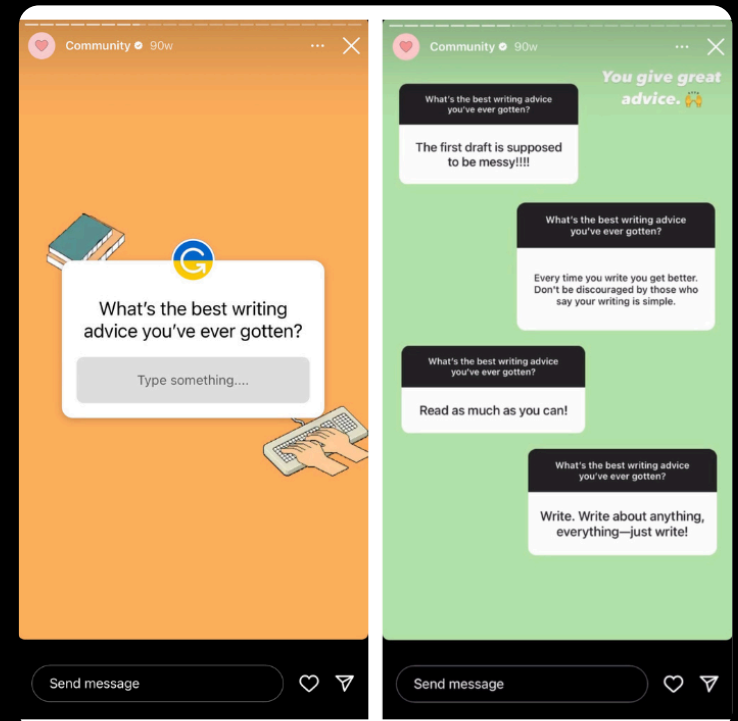 Community 90w
What's the best writing
advice you've ever gotten?
Type something....
Send message
Community 90w
You give great
advice. 🙌
What's the best writing advice
you've ever gotten?
The first draft is supposed
to be messy!!!!
What's the best writing advice
you've ever gotten?
Every time you write you get better.
Don't be discouraged by those who
say your writing is simple.
What's the best writing advice
you've ever gotten?
Read as much as you can!
What's the best writing advice
you've ever gotten?
Write. Write about anything,
everything—just write!
Send message